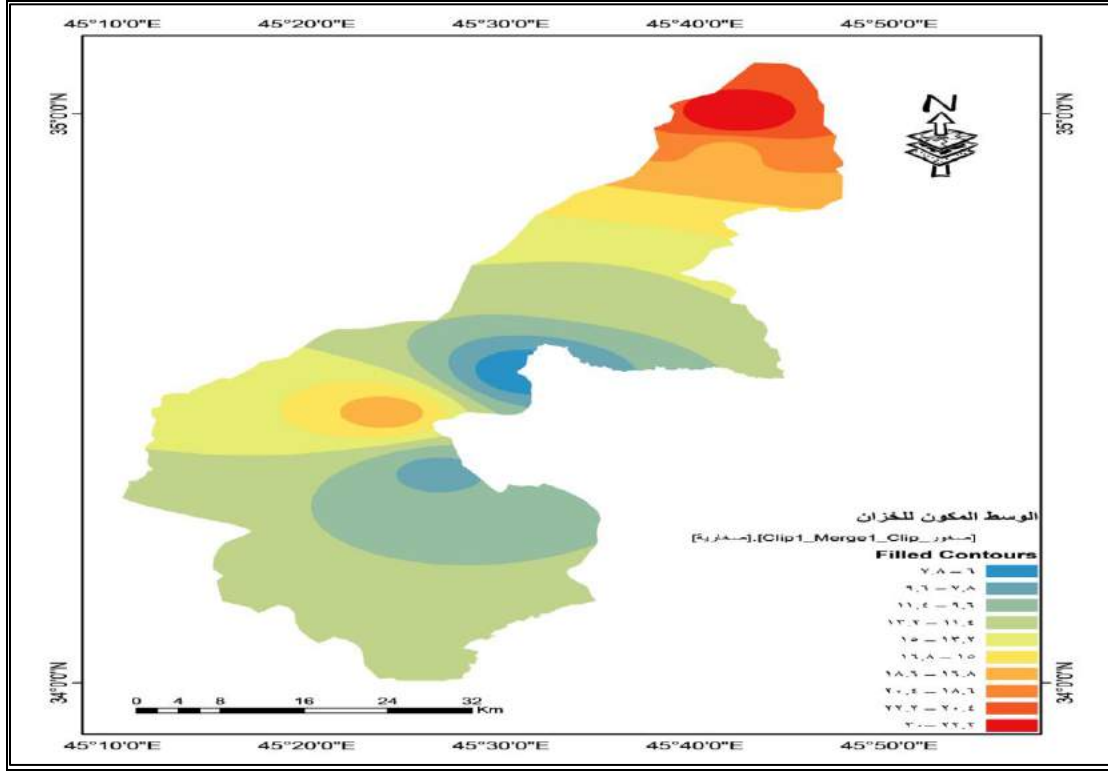 45°10'0"E 45°20'0"E 45°30'0"E 45°40'0"E 45°50'0"E
35°0'0"N 35°0'0"N
N
الوسط المكون للخزان
Filled Contours
٦ – ٧.٨
٧.٨ – ٩.٦
٩.٦ – ١١.٤
١١.٤ – ١٣.٢
١٣.٢ – ١٥
١٥ – ١٦.٨
١٦.٨ – ١٨.٦
١٨.٦ – ٢٠.٤
٢٠.٤ – ٢٢.٢
٢٢.٢ – ٣٠
34°0'0"N 34°0'0"N
0 4 8 16 24 32
Km
45°10'0"E 45°20'0"E 45°30'0"E 45°40'0"E 45°50'0"E